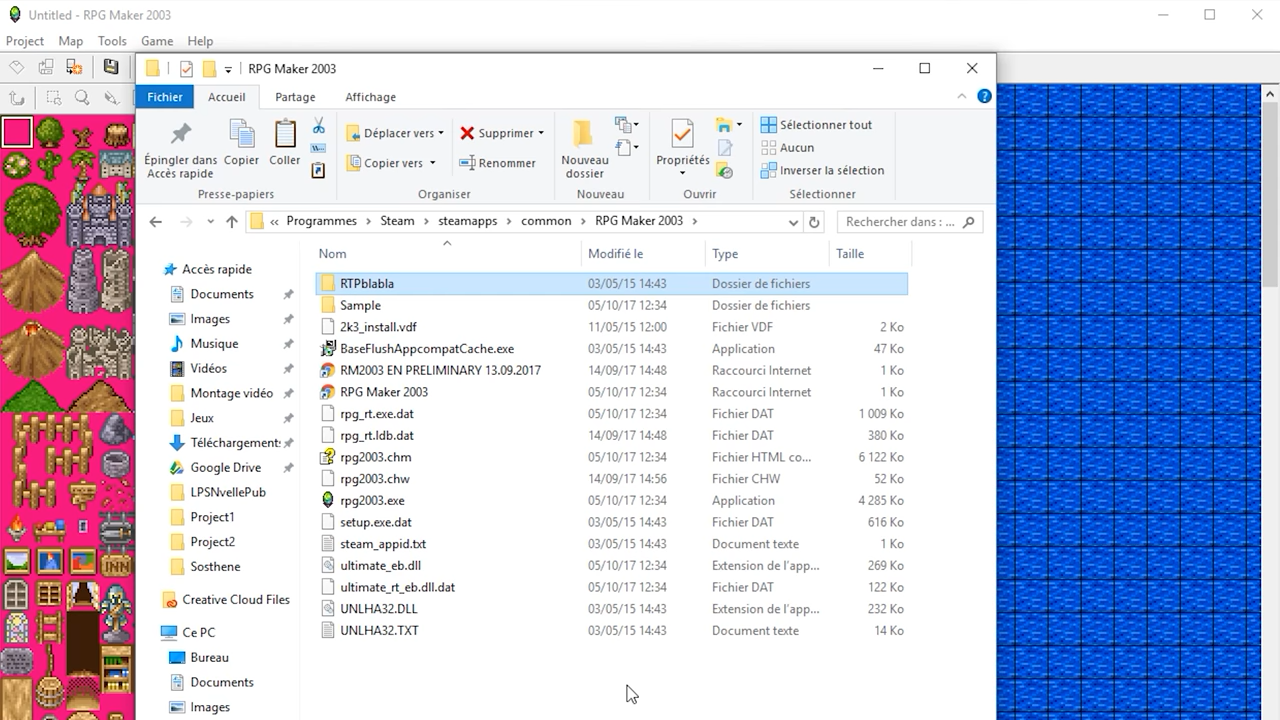 Untitled - RPG Maker 2003
Project Map Tools Game Help
RPG Maker 2003
Fichier Accueil Partage Affichage
Épingler dans Accès rapide
Copier
Coller
Déplacer vers
Copier vers
Supprimer
Renommer
Nouveau dossier
Propriétés
Sélectionner tout
Aucun
Inverser la sélection
Presse-papiers Organiser Nouveau Ouvrir Sélectionner
« Programmes > Steam > steamapps > common > RPG Maker 2003 >
Rechercher dans : ...
Nom Modifié le Type Taille
Accès rapide
Documents
Images
Musique
Vidéos
Montage vidéo
Jeux
Téléchargement:
Google Drive
LPSNvellePub
Project1
Project2
Sosthene
Creative Cloud Files
Ce PC
Bureau
Documents
Images
RTPblabla 03/05/15 14:43 Dossier de fichiers
Sample 05/10/17 12:34 Dossier de fichiers
2k3_install.vdf 11/05/15 12:00 Fichier VDF 2 Ko
BaseFlushAppcompatCache.exe 03/05/15 14:43 Application 47 Ko
RM2003 EN PRELIMINARY 13.09.2017 14/09/17 14:48 Raccourci Internet 1 Ko
RPG Maker 2003 05/10/17 12:34 Raccourci Internet 1 Ko
rpg_rt.exe.dat 05/10/17 12:34 Fichier DAT 1 009 Ko
rpg_rt.ldb.dat 14/09/17 14:48 Fichier DAT 380 Ko
rpg2003.chm 05/10/17 12:34 Fichier HTML co... 6 122 Ko
rpg2003.chw 14/09/17 14:56 Fichier CHW 52 Ko
rpg2003.exe 05/10/17 12:34 Application 4 285 Ko
setup.exe.dat 03/05/15 14:43 Fichier DAT 616 Ko
steam_appid.txt 03/05/15 14:43 Document texte 1 Ko
ultimate_eb.dll 05/10/17 12:34 Extension de l'app... 269 Ko
ultimate_rt_eb.dll.dat 05/10/17 12:34 Fichier DAT 122 Ko
UNLHA32.DLL 03/05/15 14:43 Extension de l'app... 232 Ko
UNLHA32.TXT 03/05/15 14:43 Document texte 14 Ko
INN